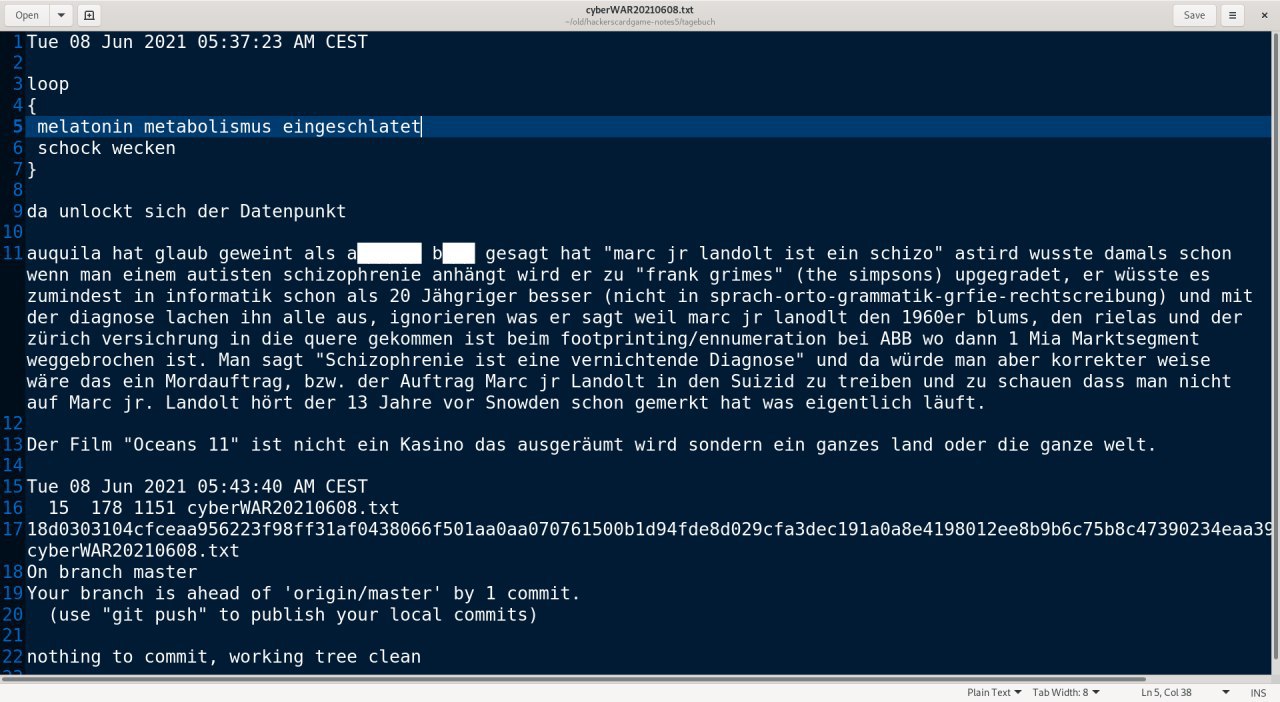 Open
cyberWAR20210608.txt
~/old/hackerscardgame-notes5/tagebuch
Save
1 Tue 08 Jun 2021 05:37:23 AM CEST
2
3 loop
4 {
5 melatonin metabolismus eingeschlatet
6 schock wecken
7 }
8
9 da unlockt sich der Datenpunkt
10
11 auquila hat glaub geweint als a b gesagt hat "marc jr landolt ist ein schizo" astird wusste damals schon
wenn man einem autisten schizophrenie anhängt wird er zu "frank grimes" (the simpsons) upgegradet, er wüsste es
zumindest in informatik schon als 20 Jähgriger besser (nicht in sprach-orto-grammatik-grfie-rechtscreibung) und mit
der diagnose lachen ihn alle aus, ignorieren was er sagt weil marc jr lanodlt den 1960er blums, den rielas und der
zürich versichrung in die quere gekommen ist beim footprinting/ennumeration bei ABB wo dann 1 Mia Marktsegment
weggebrochen ist. Man sagt "Schizophrenie ist eine vernichtende Diagnose" und da würde man aber korrekter weise
wäre das ein Mordauftrag, bzw. der Auftrag Marc jr Landolt in den Suizid zu treiben und zu schauen dass man nicht
auf Marc jr. Landolt hört der 13 Jahre vor Snowden schon gemerkt hat was eigentlich läuft.
12
13 Der Film "Oceans 11" ist nicht ein Kasino das ausgeräumt wird sondern ein ganzes land oder die ganze welt.
14
15 Tue 08 Jun 2021 05:43:40 AM CEST
16 15 178 1151 cyberWAR20210608.txt
17 18d0303104cfceaa956223f98ff31af0438066f501aa0aa070761500b1d94fde8d029cfa3dec191a0a8e4198012ee8b9b6c75b8c47390234eaa39
cyberWAR20210608.txt
18 On branch master
19 Your branch is ahead of 'origin/master' by 1 commit.
20 (use "git push" to publish your local commits)
21
22 nothing to commit, working tree clean
Plain Text Tab Width: 8 Ln 5, Col 38 INS